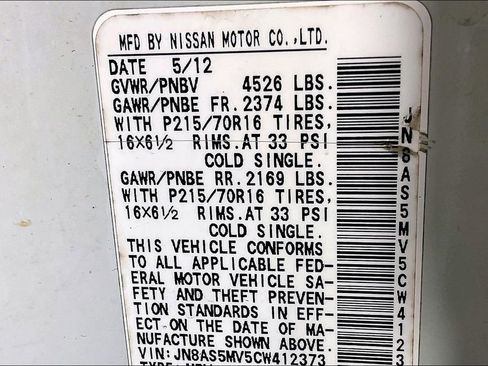 MFD BY NISSAN MOTOR CO.,LTD.
DATE 5/12
GVWR/PNBV 4526 LBS.
GAWR/PNBE FR. 2374 LBS.
WITH P215/70R16 TIRES,
16X6½ RIMS.AT 33 PSI
COLD SINGLE.
GAWR/PNBE RR. 2169 LBS.
WITH P215/70R16 TIRES,
16X6½ RIMS.AT 33 PSI
COLD SINGLE.
THIS VEHICLE CONFORMS
TO ALL APPLICABLE FED-
ERAL MOTOR VEHICLE SA-
FETY AND THEFT PREVEN-
TION STANDARDS IN EFF-
ECT ON THE DATE OF MA-
NUFACTURE SHOWN ABOVE.
VIN: JN8AS5MV5CW412373
JN8AS5MV5CW4123